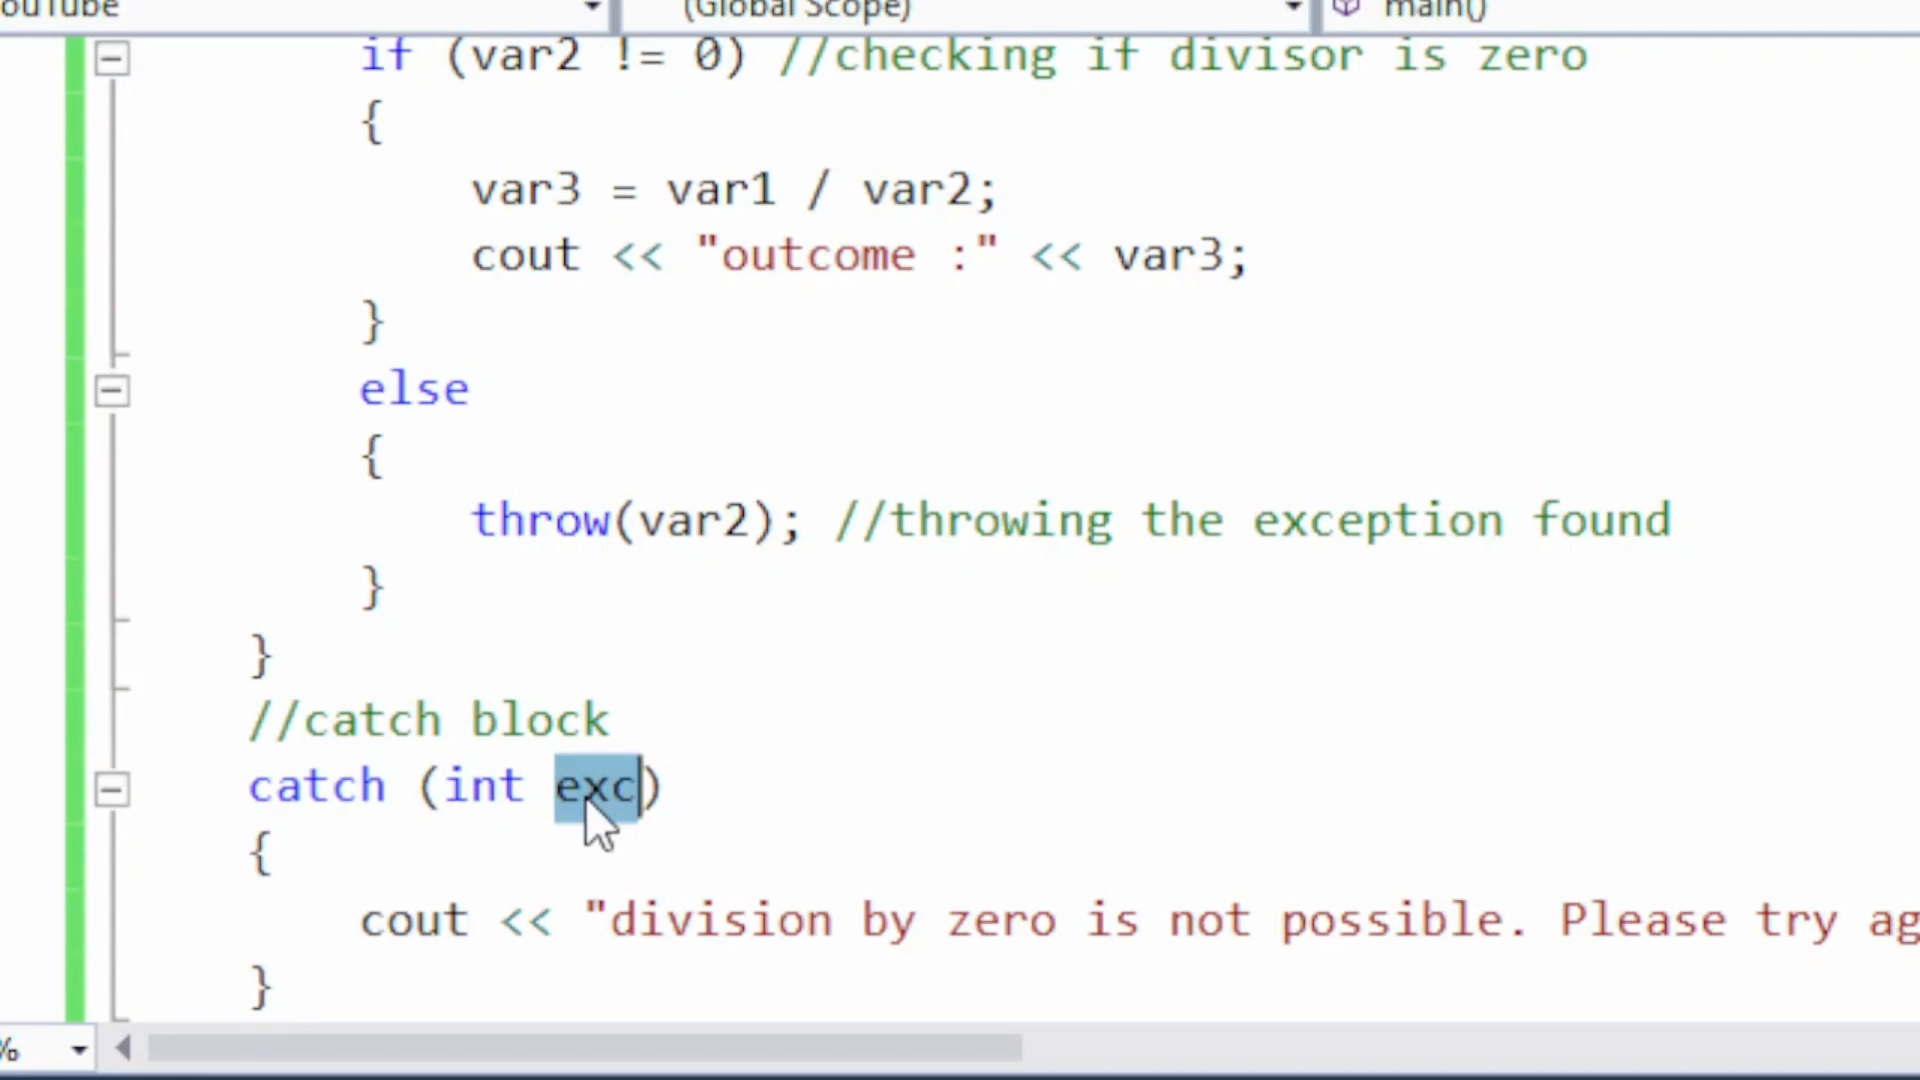 (Global Scope) main()
if (var2 != 0) //checking if divisor is zero
{
var3 = var1 / var2;
cout << "outcome :" << var3;
}
else
{
throw(var2); //throwing the exception found
}
}
//catch block
catch (int exc)
{
cout << "division by zero is not possible. Please try ag
}
%